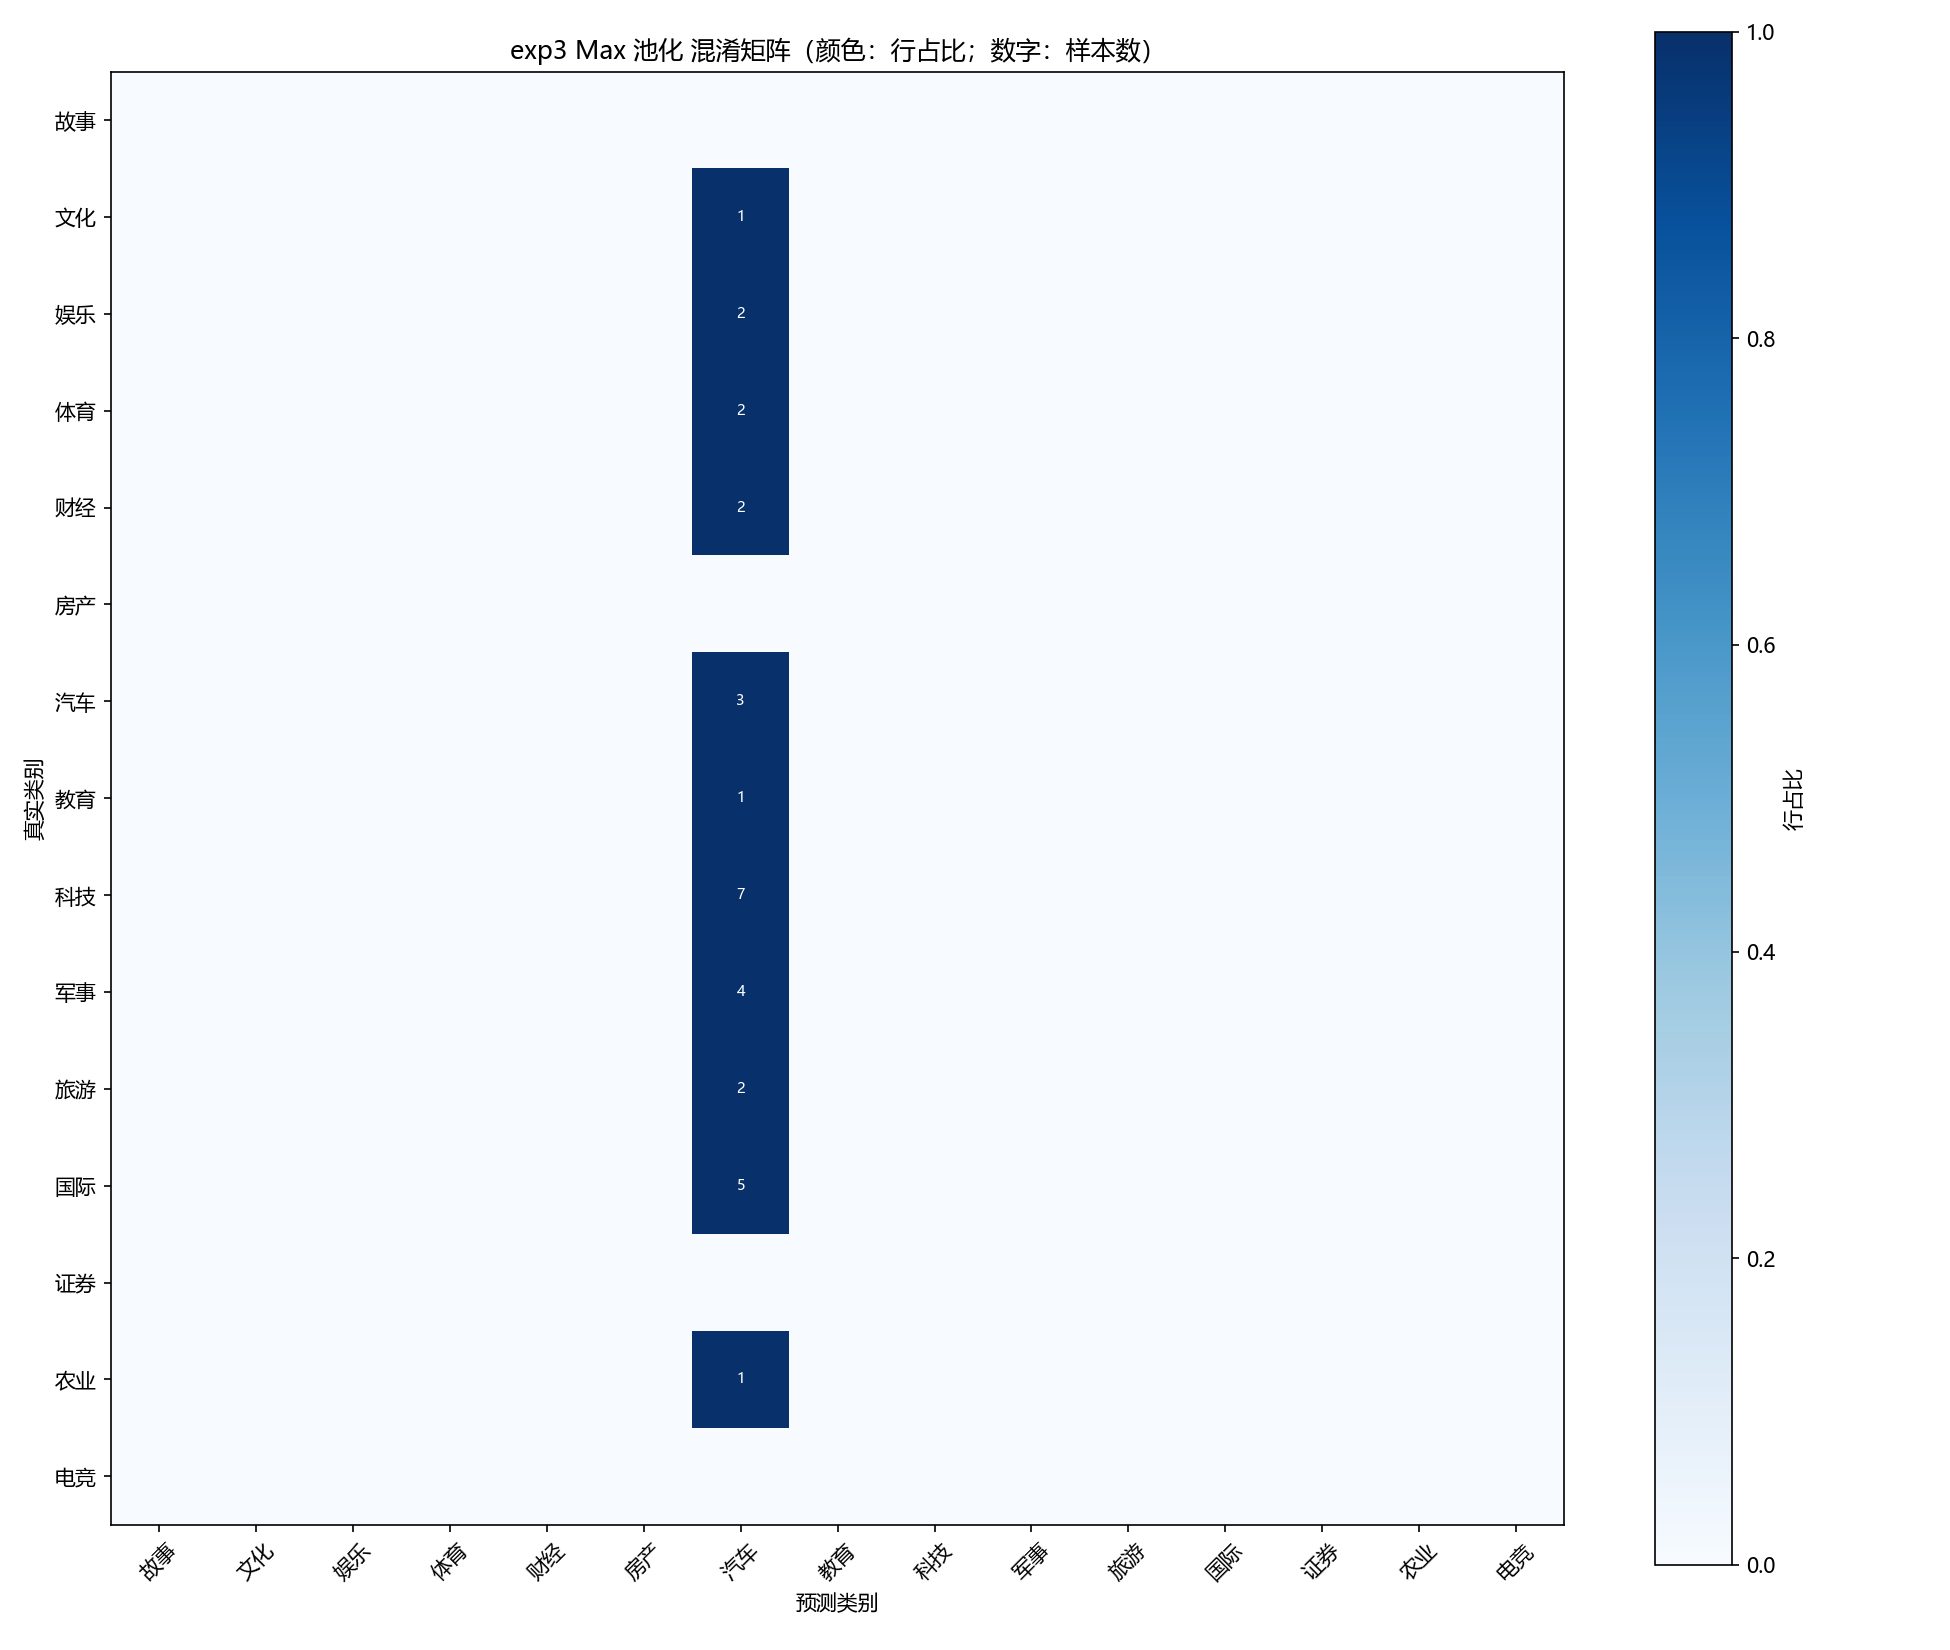 exp3 Max 池化 混淆矩阵（颜色：行占比；数字：样本数）
真实类别
故事
文化 1
娱乐 2
体育 2
财经 2
房产
汽车 3
教育 1
科技 7
军事 4
旅游 2
国际 5
证券
农业 1
电竞
故事 文化 娱乐 体育 财经 房产 汽车 教育 科技 军事 旅游 国际 证券 农业 电竞
预测类别
1.0
0.8
0.6
0.4
0.2
0.0
行占比